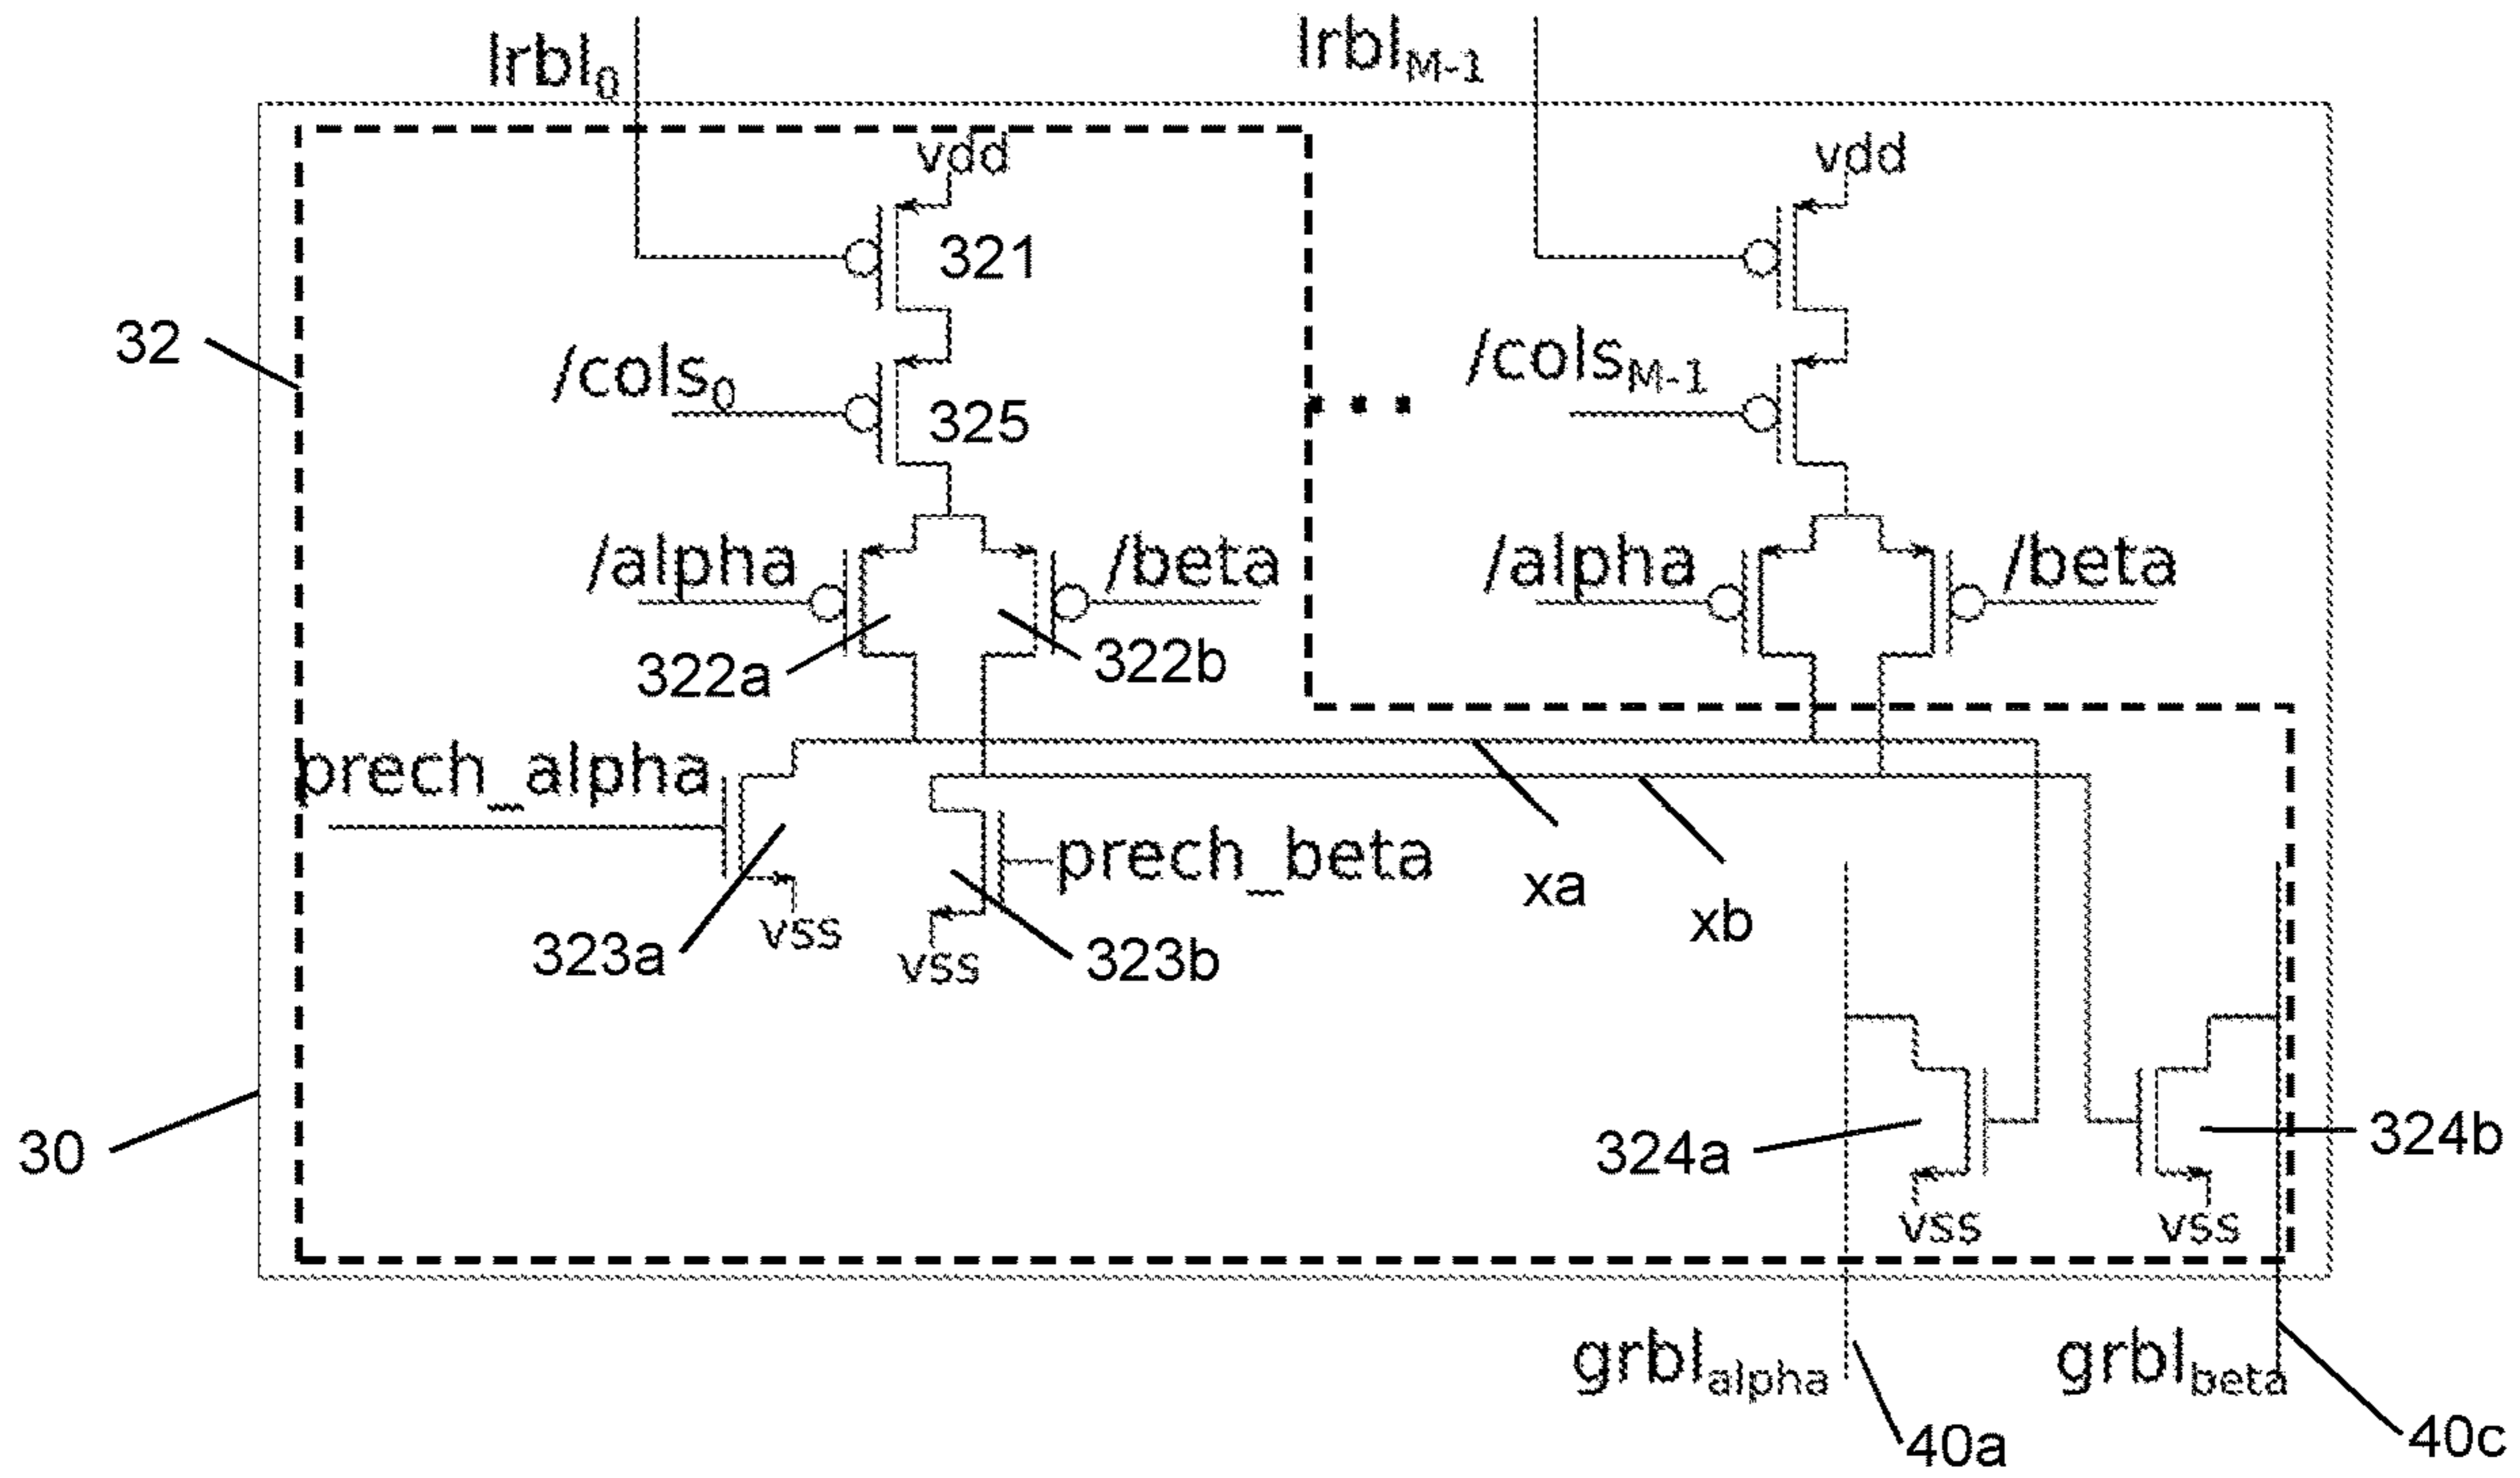 lrbl0
lrblM-1
vdd
vdd
321
32
/cols0
/colsM-1
325
/alpha
/beta
/alpha
/beta
322a
322b
prech_alpha
prech_beta
xa
xb
vss
323a
vss
323b
30
324a
324b
vss
vss
grblalpha
grblbeta
40a
40c